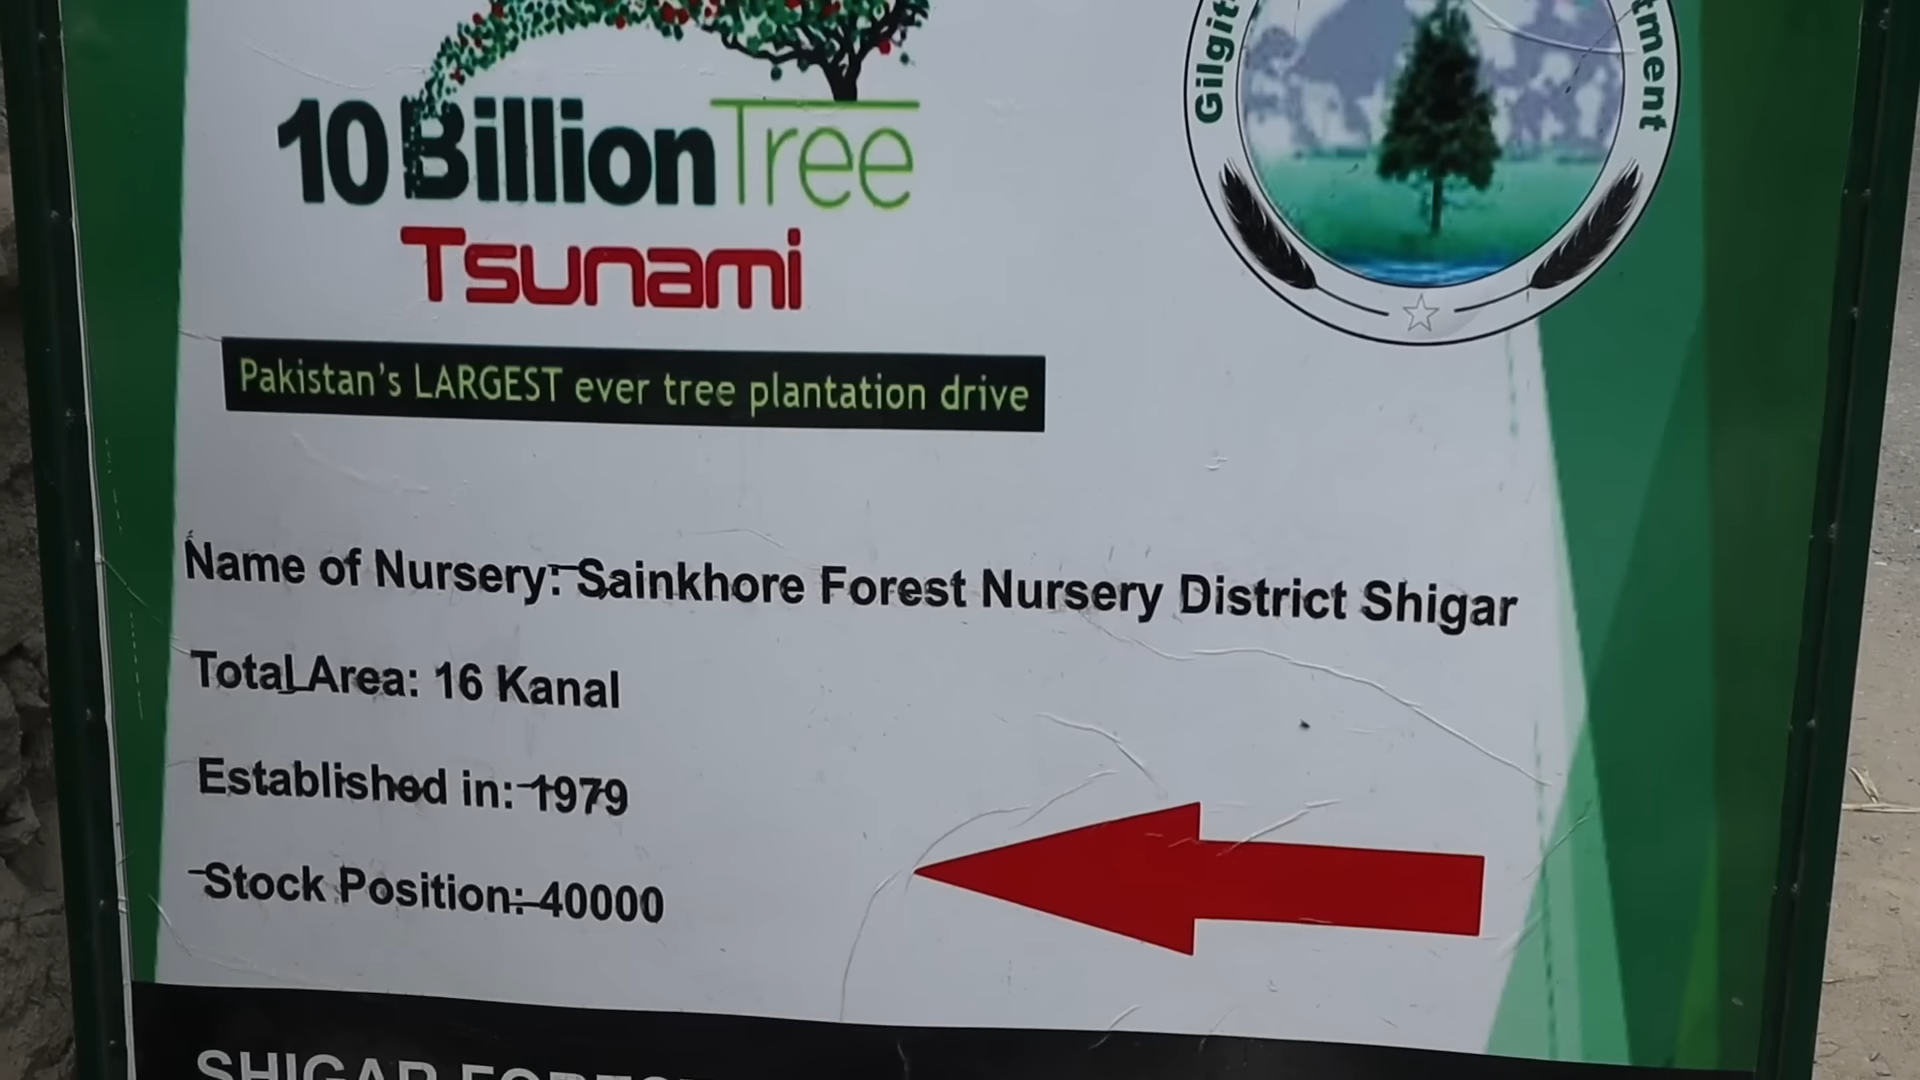 10 Billion Tree
Tsunami
Pakistan's LARGEST ever tree plantation drive
Name of Nursery: Sainkhore Forest Nursery District Shigar
Total Area: 16 Kanal
Established in: 1979
Stock Position: 40000
SHIGAR